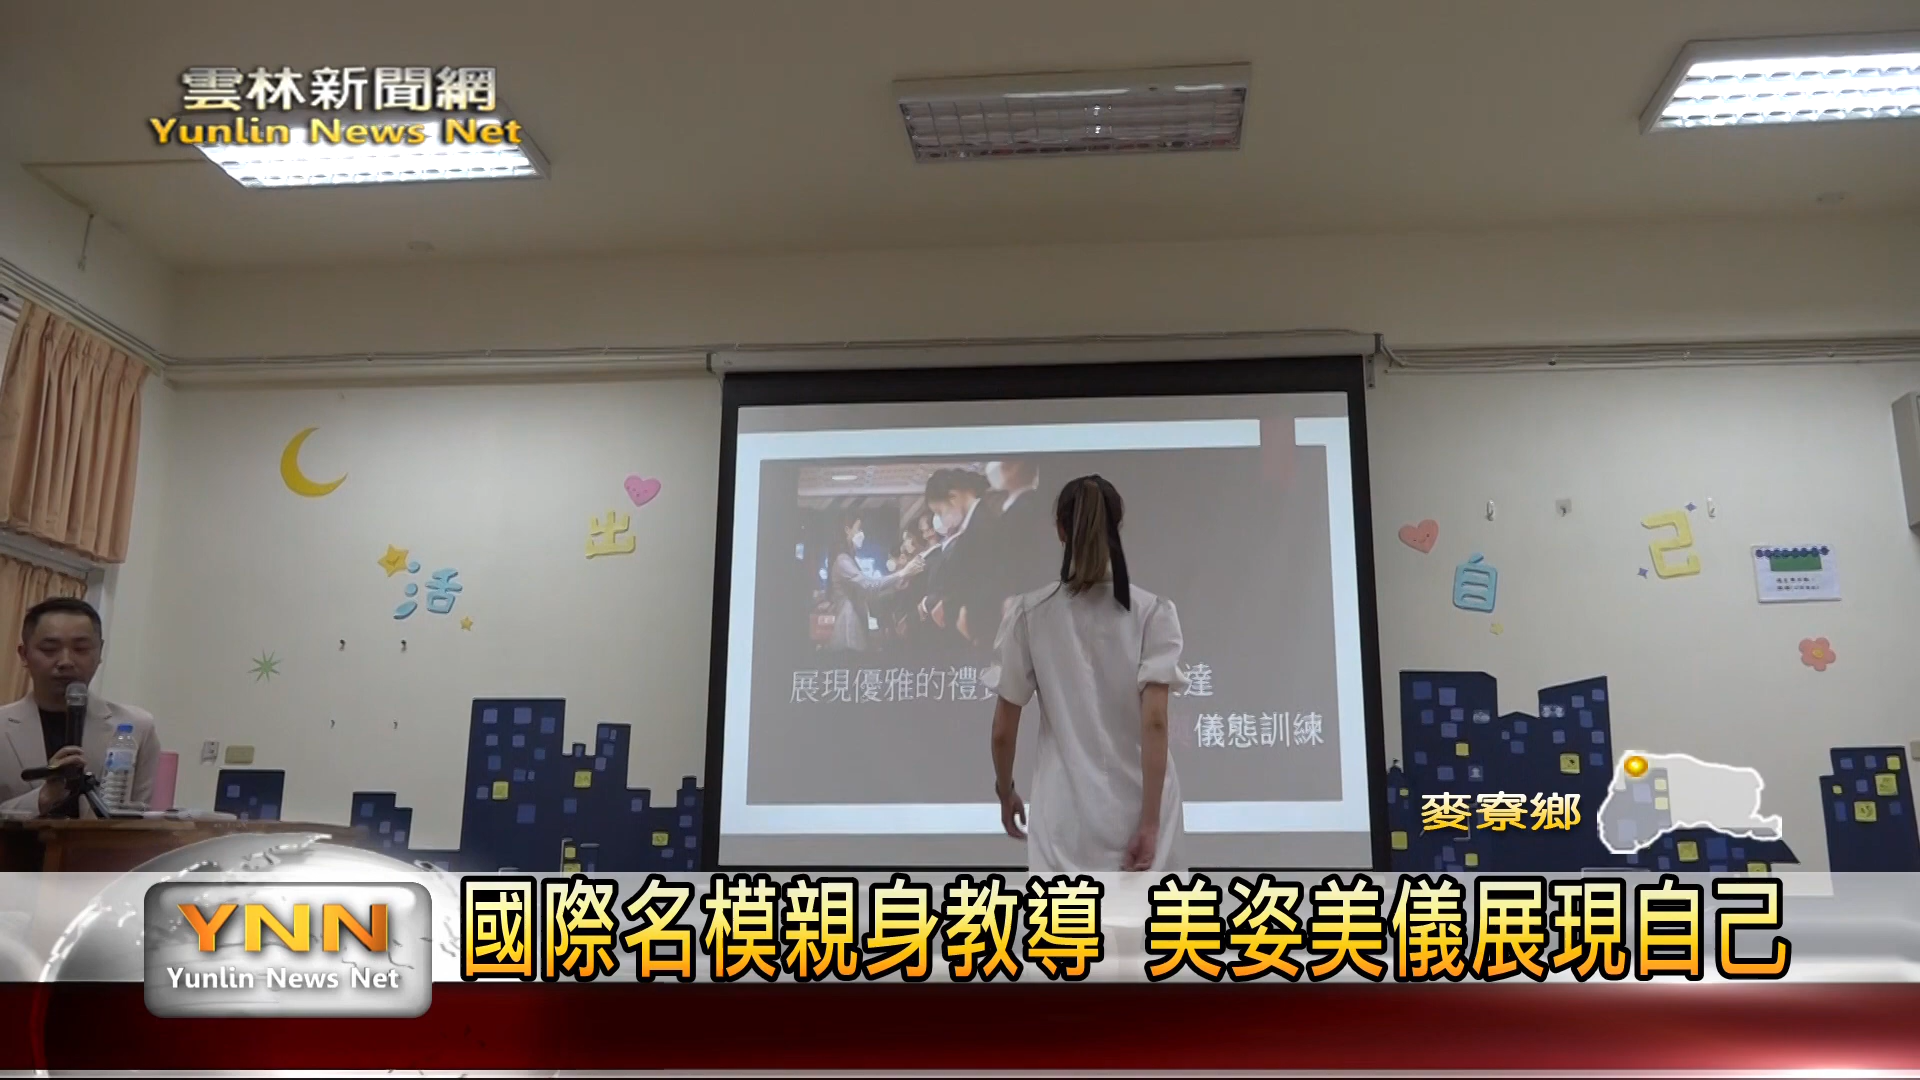 雲林新聞網
Yunlin News Net
活出
自己
展現優雅的禮
達
儀態訓練
麥寮鄉
YNN
Yunlin News Net
國際名模親身教導 美姿美儀展現自己